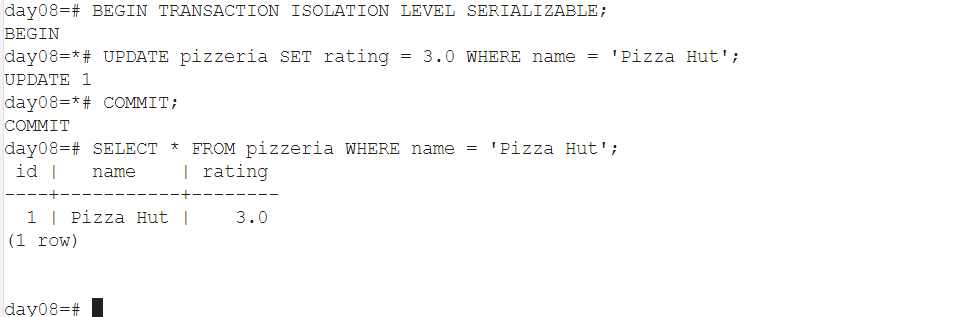 day08=# BEGIN TRANSACTION ISOLATION LEVEL SERIALIZABLE;
BEGIN
day08=*# UPDATE pizzeria SET rating = 3.0 WHERE name = 'Pizza Hut';
UPDATE 1
day08=*# COMMIT;
COMMIT
day08=# SELECT * FROM pizzeria WHERE name = 'Pizza Hut';
 id |   name    | rating
----+-----------+--------
  1 | Pizza Hut |    3.0
(1 row)
day08=#